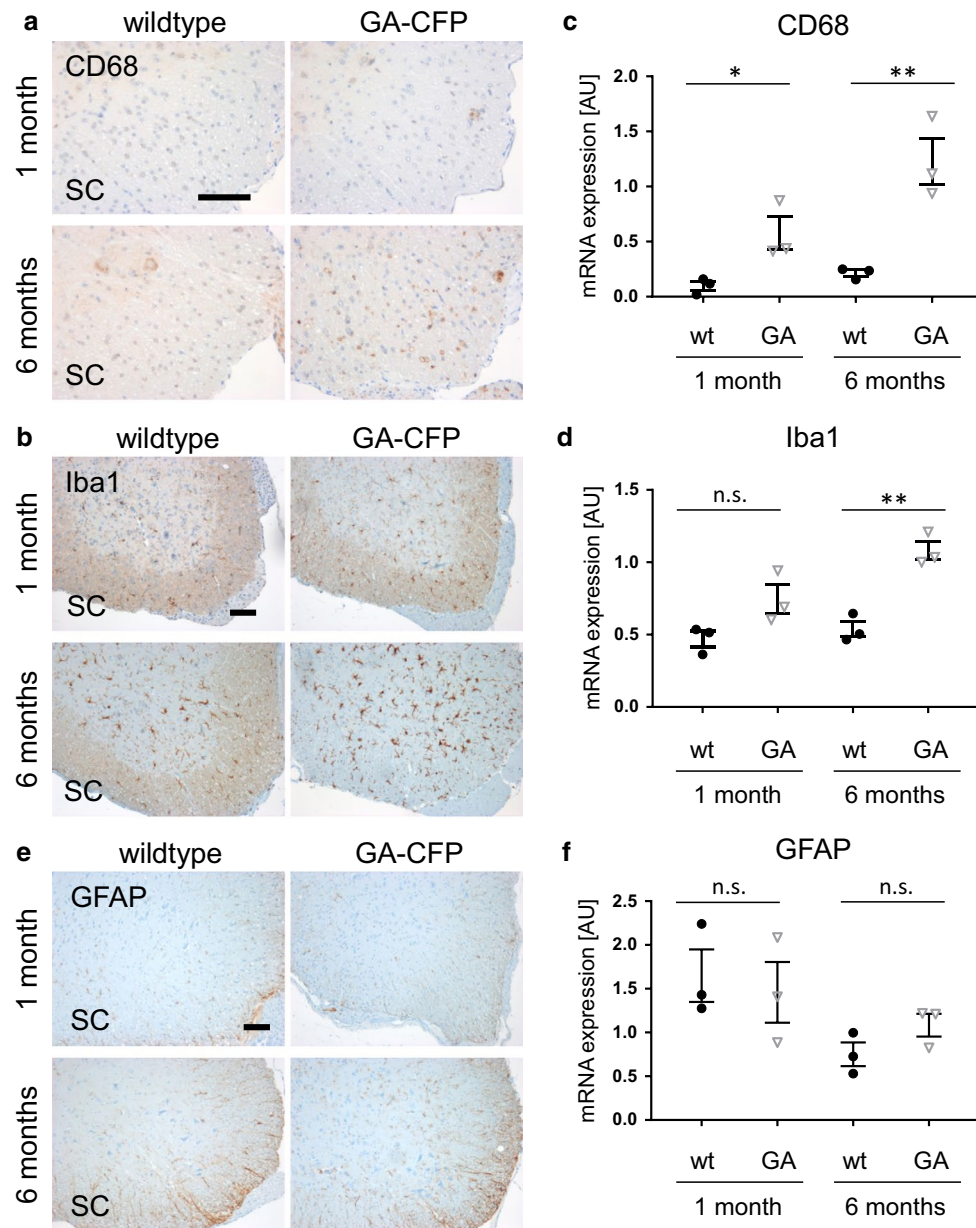 a
wildtype
GA-CFP
1 month
CD68
SC
6 months
SC
c
CD68
mRNA expression [AU]
2.0
1.5
1.0
0.5
0.0
*
**
wt
GA
wt
GA
1 month
6 months
b
wildtype
GA-CFP
1 month
Iba1
SC
6 months
SC
d
Iba1
mRNA expression [AU]
1.5
1.0
0.5
0.0
n.s.
**
wt
GA
wt
GA
1 month
6 months
e
wildtype
GA-CFP
1 month
GFAP
SC
6 months
SC
f
GFAP
mRNA expression [AU]
2.5
2.0
1.5
1.0
0.5
0.0
n.s.
n.s.
wt
GA
wt
GA
1 month
6 months